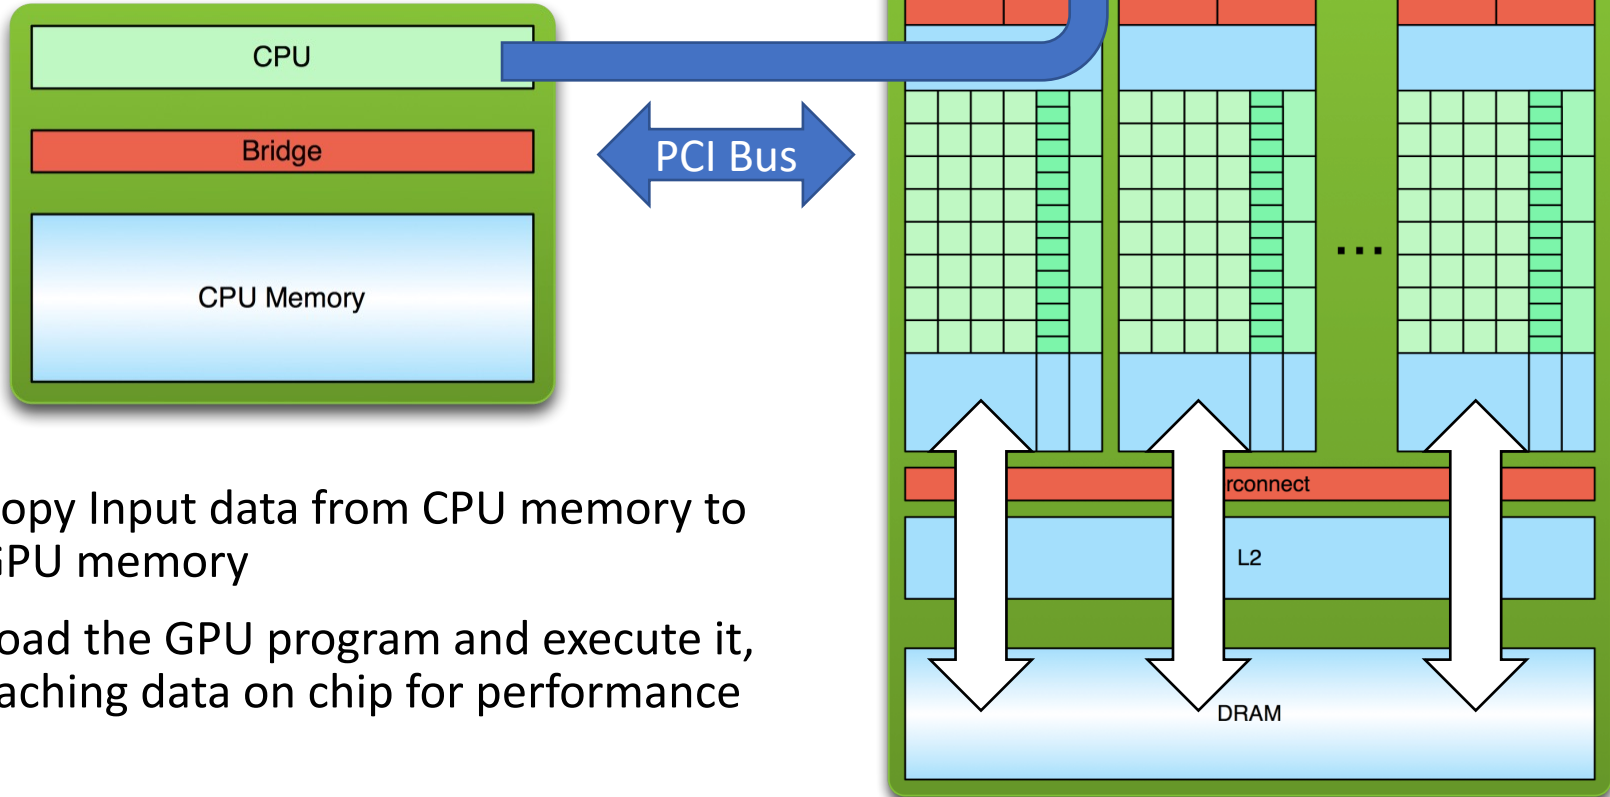 CPU
Bridge
CPU Memory
PCI Bus
...
rconnect
L2
DRAM
opy Input data from CPU memory to
GPU memory
oad the GPU program and execute it,
aching data on chip for performance